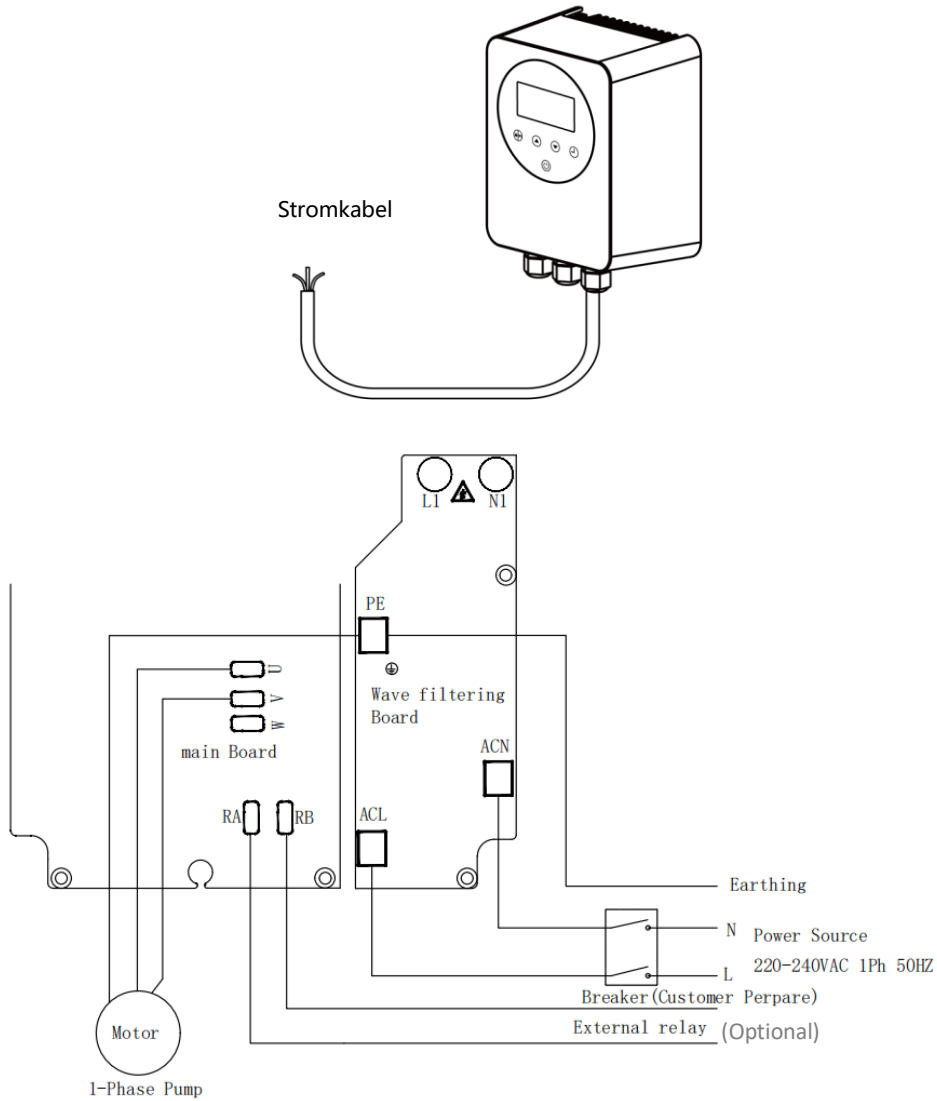 Stromkabel
L1
N1
PE
U
V
W
Wave filtering
Board
main Board
ACN
RA
RB
ACL
Earthing
N
Power Source
220-240VAC 1Ph 50HZ
L
Breaker(Customer Perpare)
External relay (Optional)
Motor
1-Phase Pump